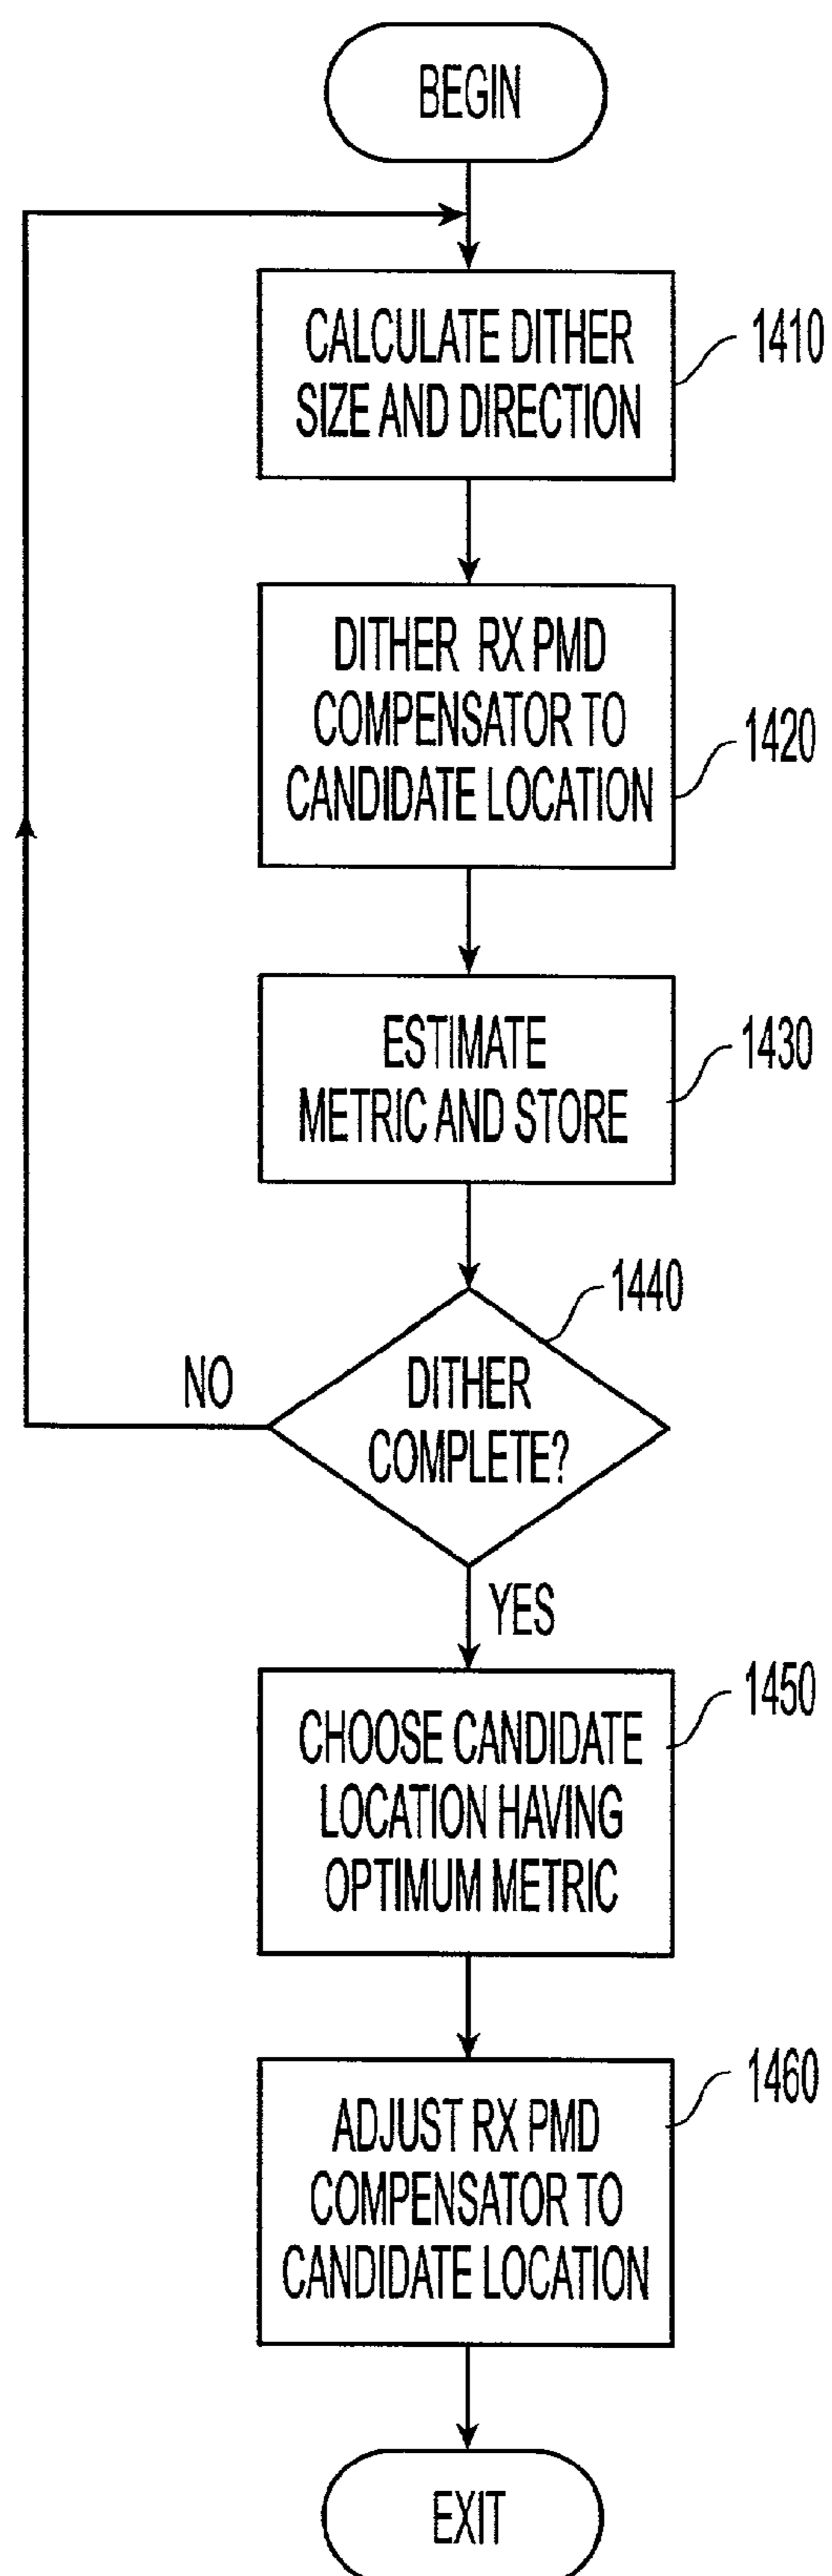 BEGIN
CALCULATE DITHER
SIZE AND DIRECTION
1410
DITHER RX PMD
COMPENSATOR TO
CANDIDATE LOCATION
1420
ESTIMATE
METRIC AND STORE
1430
1440
DITHER
COMPLETE?
NO
YES
CHOOSE CANDIDATE
LOCATION HAVING
OPTIMUM METRIC
1450
ADJUST RX PMD
COMPENSATOR TO
CANDIDATE LOCATION
1460
EXIT